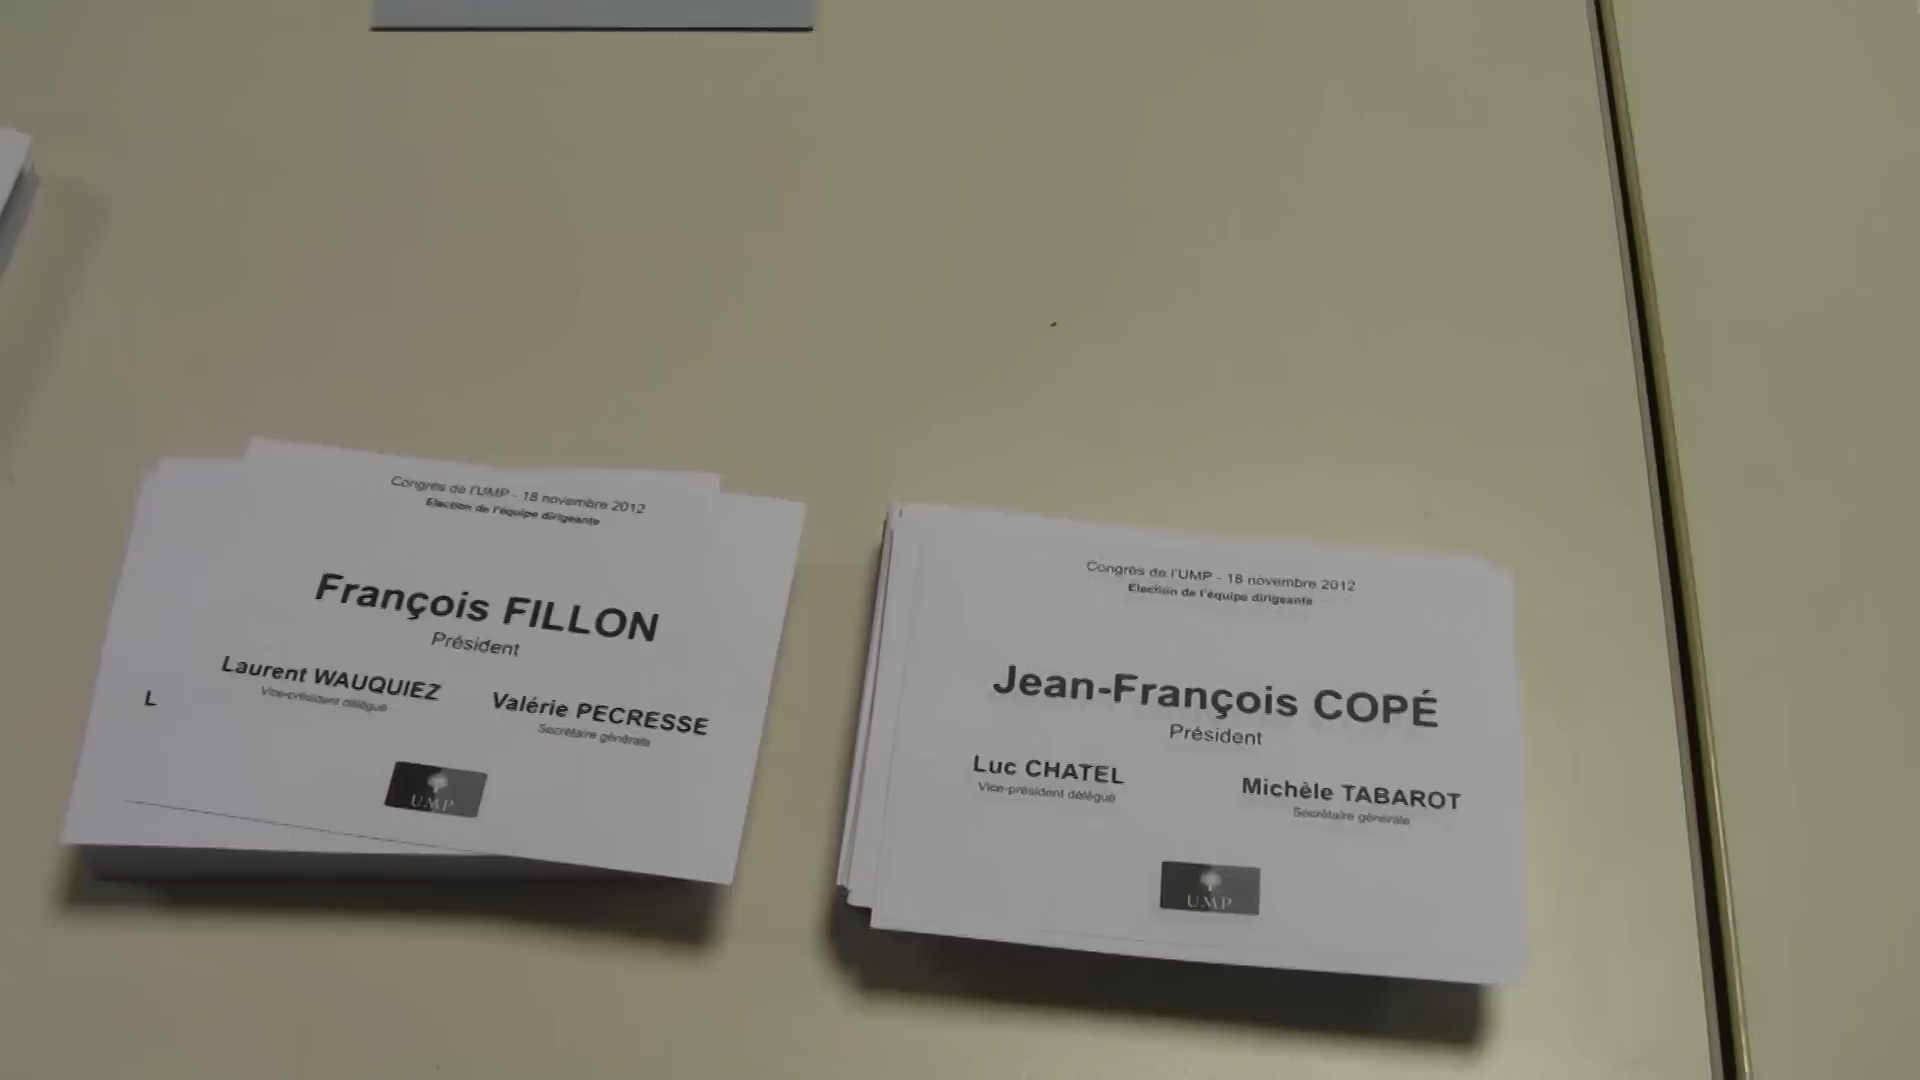 Congrès de l'UMP - 18 novembre 2012
Election de l'équipe dirigeante
François FILLON
Président
Laurent WAUQUIEZ
Vice-président délégué
Valérie PECRESSE
Secrétaire générale
L
UMP
Congrès de l'UMP - 18 novembre 2012
Election de l'équipe dirigeante
Jean-François COPÉ
Président
Luc CHATEL
Vice-président délégué
Michèle TABAROT
Secrétaire générale
UMP